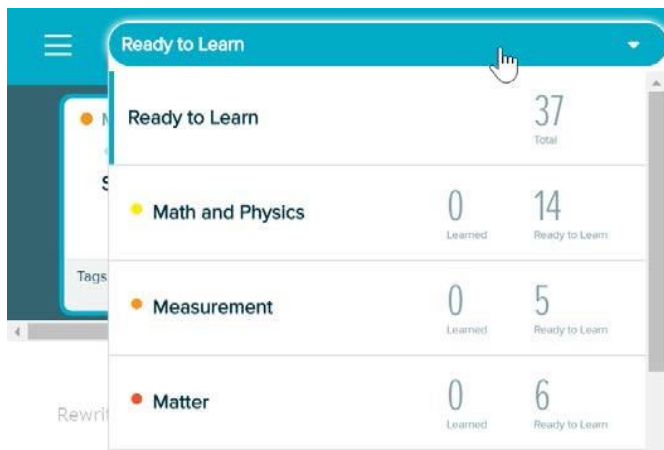 Ready to Learn
Ready to Learn 37
Total
Math and Physics 0 14
Learned Ready to Learn
Tags
Measurement 0 5
Learned Ready to Learn
Matter 0 6
Rewrit
Learned Ready to Learn